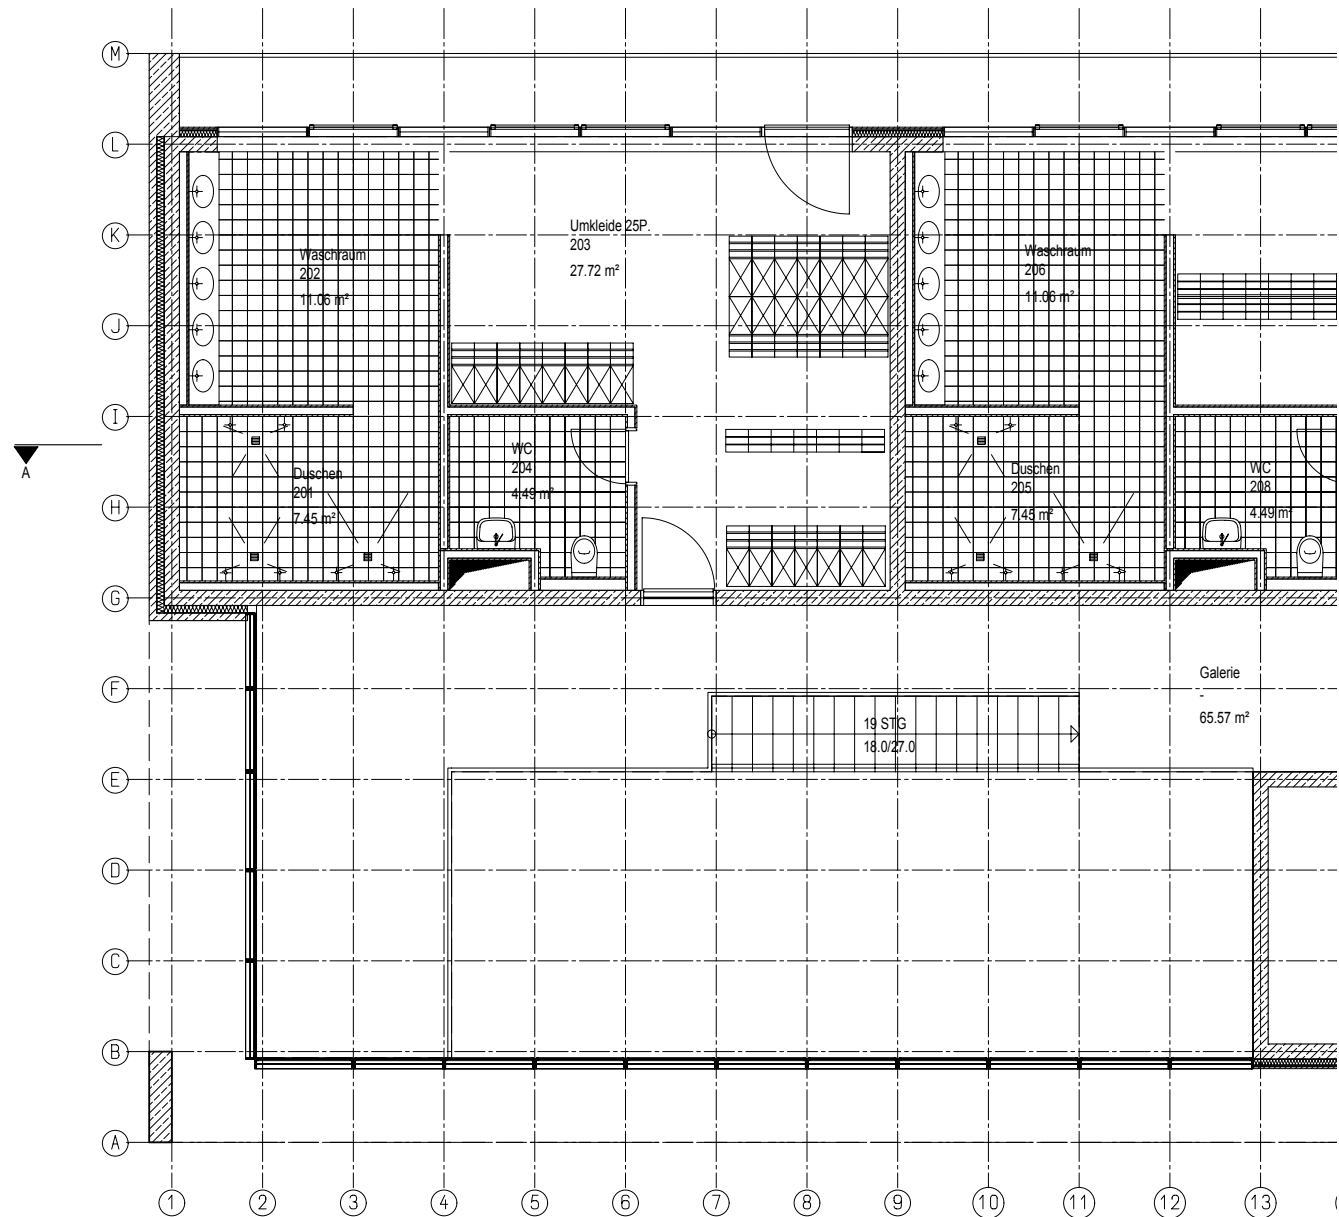 M
L
K
J
I
H
G
F
E
D
C
B
A
A
Waschraum
202
11.06 m²
Umkleide 25P.
203
27.72 m²
Waschraum
206
11.06 m²
Duschen
201
7.45 m²
WC
204
4.49 m²
Duschen
205
7.45 m²
WC
208
4.49 m²
Galerie
-
65.57 m²
19 STG
18.0/27.0
1 2 3 4 5 6 7 8 9 10 11 12 13